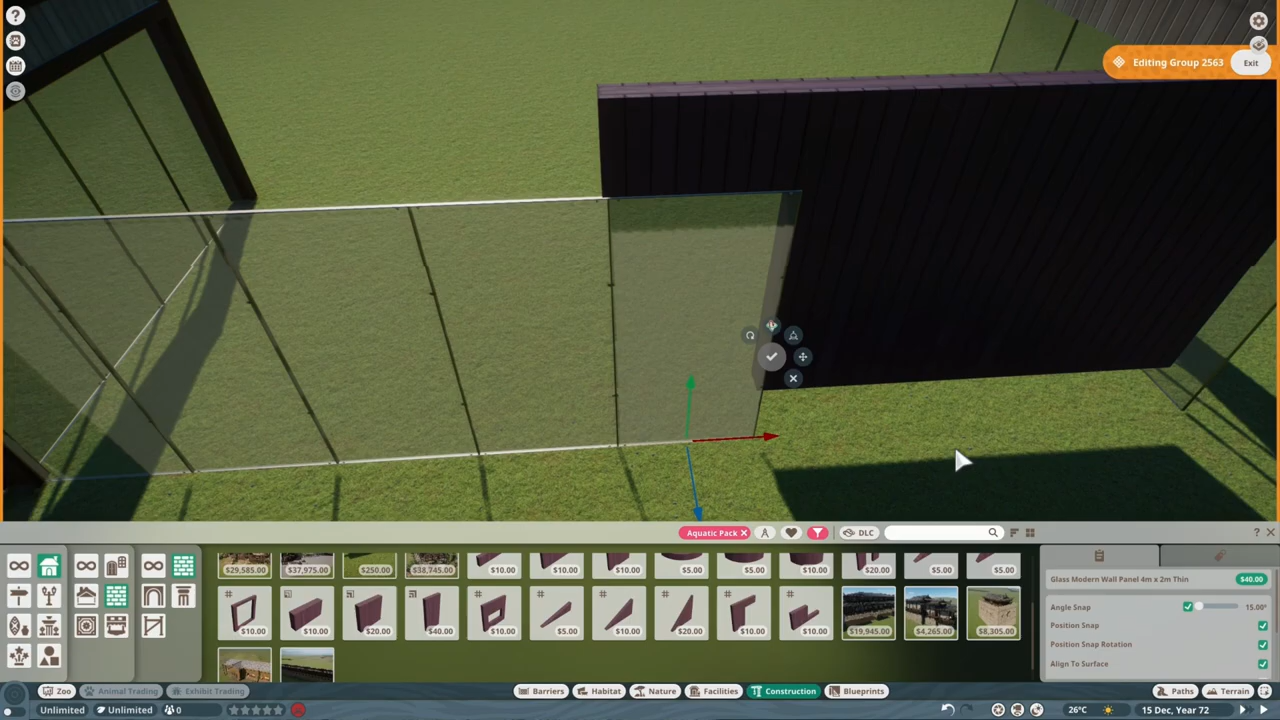 ?
Editing Group 2563
Exit
Aquatic Pack ×
DLC
? ×
$29,585.00
$37,975.00
$250.00
$38,745.00
$10.00
$10.00
$10.00
$5.00
$5.00
$10.00
$20.00
$5.00
$5.00
$10.00
$10.00
$20.00
$40.00
$10.00
$5.00
$10.00
$20.00
$10.00
$10.00
$19,945.00
$4,265.00
$8,305.00
Glass Modern Wall Panel 4m x 2m Thin
$40.00
Angle Snap
15.00°
Position Snap
Position Snap Rotation
Align To Surface
Zoo
Animal Trading
Exhibit Trading
Barriers
Habitat
Nature
Facilities
Construction
Blueprints
Paths
Terrain
Unlimited
Unlimited
0
26°C
15 Dec, Year 72